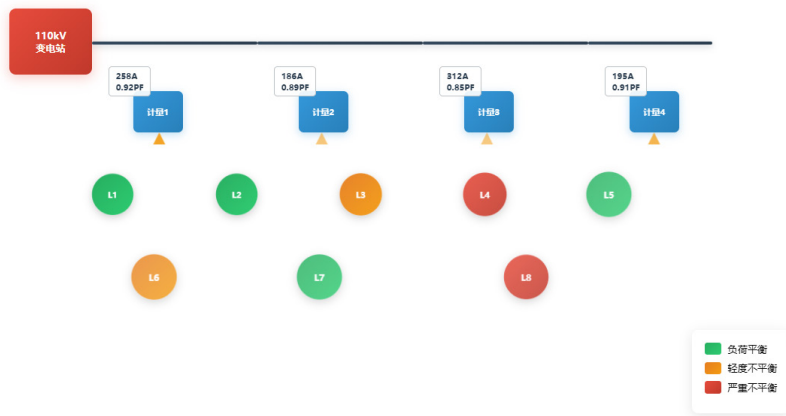 110kV
变电站
258A
0.92PF
186A
0.89PF
312A
0.85PF
195A
0.91PF
计量1
计量2
计量3
计量4
L1
L2
L3
L4
L5
L6
L7
L8
负荷平衡
轻度不平衡
严重不平衡